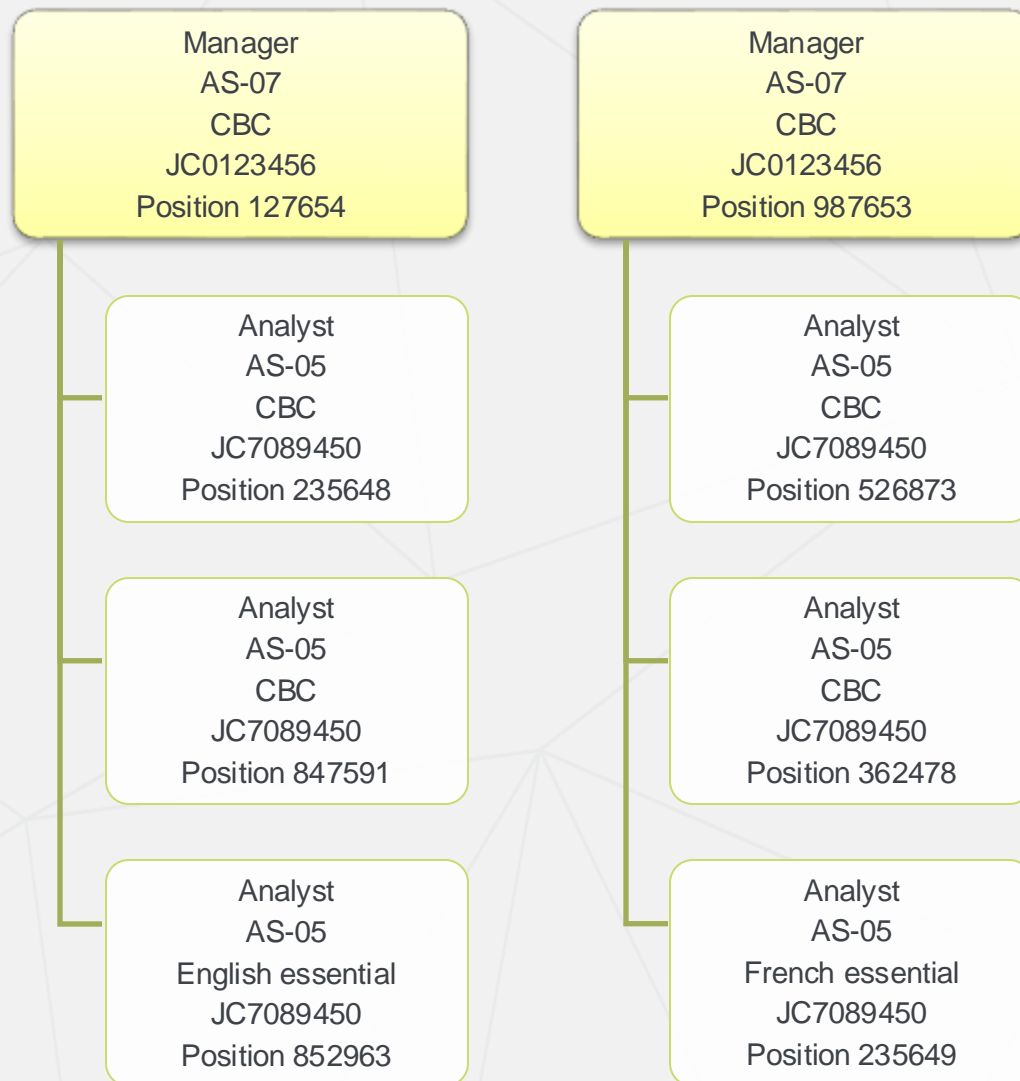 Manager
AS-07
CBC
JC0123456
Position 127654
Analyst
AS-05
CBC
JC7089450
Position 235648
Analyst
AS-05
CBC
JC7089450
Position 847591
Analyst
AS-05
English essential
JC7089450
Position 852963
Manager
AS-07
CBC
JC0123456
Position 987653
Analyst
AS-05
CBC
JC7089450
Position 526873
Analyst
AS-05
CBC
JC7089450
Position 362478
Analyst
AS-05
French essential
JC7089450
Position 235649